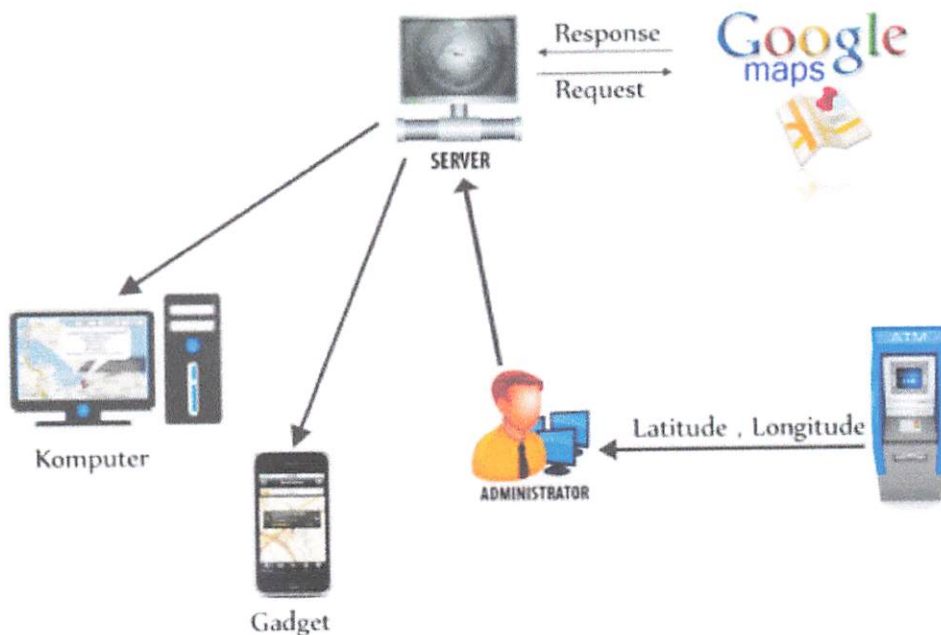 Response
Google
maps
Request
SERVER
ATM
Latitude , Longitude
Komputer
ADMINISTRATOR
Gadget